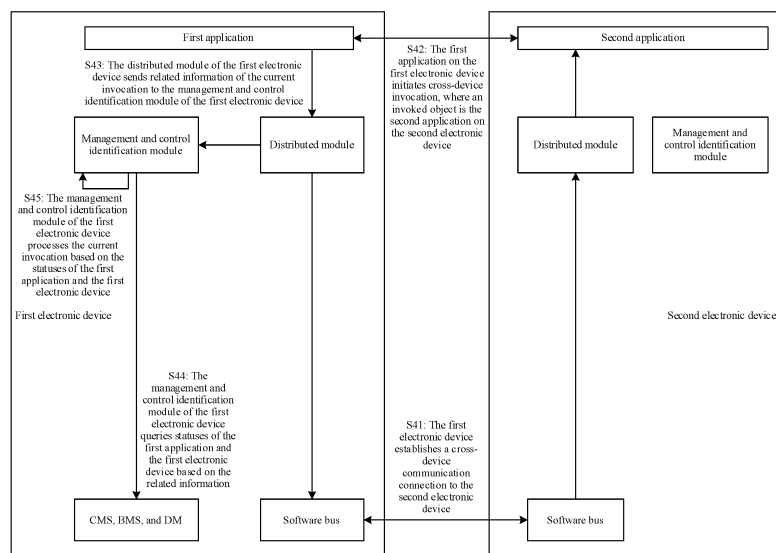 First application
Second application
S43: The distributed module of the first electronic
device sends related information of the current
invocation to the management and control
identification module of the first electronic device
S42: The first
application on the
first electronic device
initiates cross-device
invocation, where an
invoked object is the
second application on
the second electronic
device
Management and control
identification module
Distributed module
Distributed module
Management and
control identification
module
S45: The management
and control identification
module of the first
electronic device
processes the current
invocation based on the
statuses of the first
application and the first
electronic device
First electronic device
Second electronic device
S44: The
management and
control identification
module of the first
electronic device
queries statuses of the
first application and
the first electronic
device based on the
related information
S41: The first
electronic device
establishes a cross-
device
communication
connection to the
second electronic
device
CMS, BMS, and DM
Software bus
Software bus